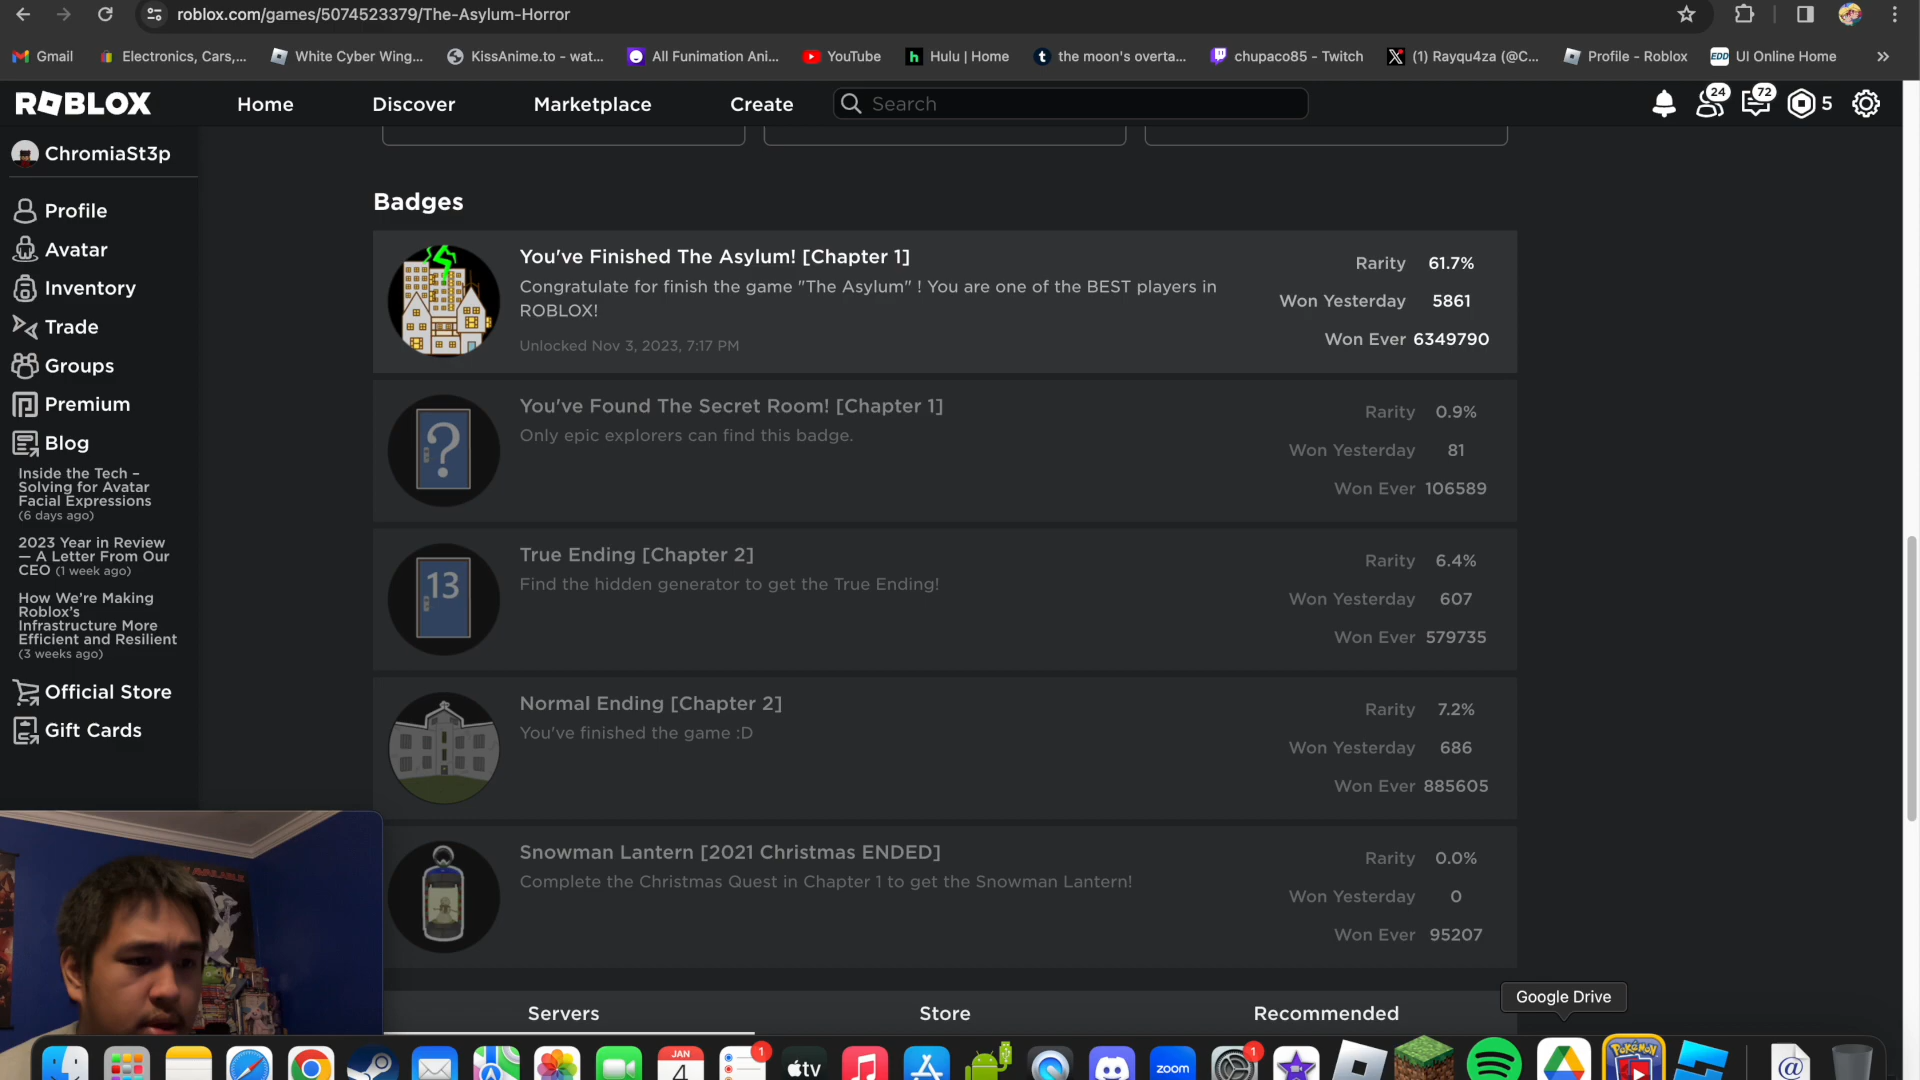 roblox.com/games/5074523379/The-Asylum-Horror
Gmail
Electronics, Cars,...
White Cyber Wing...
KissAnime.to - wat...
All Funimation Ani...
YouTube
Hulu | Home
the moon's overta...
chupaco85 - Twitch
(1) Rayqu4za (@C...
Profile - Roblox
EDD
UI Online Home
ROBLOX
Home
Discover
Marketplace
Create
Search
24
72
5
ChromiaSt3p
Profile
Avatar
Inventory
Trade
Groups
Premium
Blog
Inside the Tech –
Solving for Avatar
Facial Expressions
(6 days ago)
2023 Year in Review
— A Letter From Our
CEO (1 week ago)
How We're Making
Roblox's
Infrastructure More
Efficient and Resilient
(3 weeks ago)
Official Store
Gift Cards
Badges
You've Finished The Asylum! [Chapter 1]
Congratulate for finish the game "The Asylum" ! You are one of the BEST players in
ROBLOX!
Unlocked Nov 3, 2023, 7:17 PM
Rarity 61.7%
Won Yesterday 5861
Won Ever 6349790
?
You've Found The Secret Room! [Chapter 1]
Only epic explorers can find this badge.
Rarity 0.9%
Won Yesterday 81
Won Ever 106589
13
True Ending [Chapter 2]
Find the hidden generator to get the True Ending!
Rarity 6.4%
Won Yesterday 607
Won Ever 579735
Normal Ending [Chapter 2]
You've finished the game :D
Rarity 7.2%
Won Yesterday 686
Won Ever 885605
Snowman Lantern [2021 Christmas ENDED]
Complete the Christmas Quest in Chapter 1 to get the Snowman Lantern!
Rarity 0.0%
Won Yesterday 0
Won Ever 95207
Servers
Store
Recommended
Google Drive
AVAILABLE
JAN
4
1
tv
zoom
1
Pokémon
@